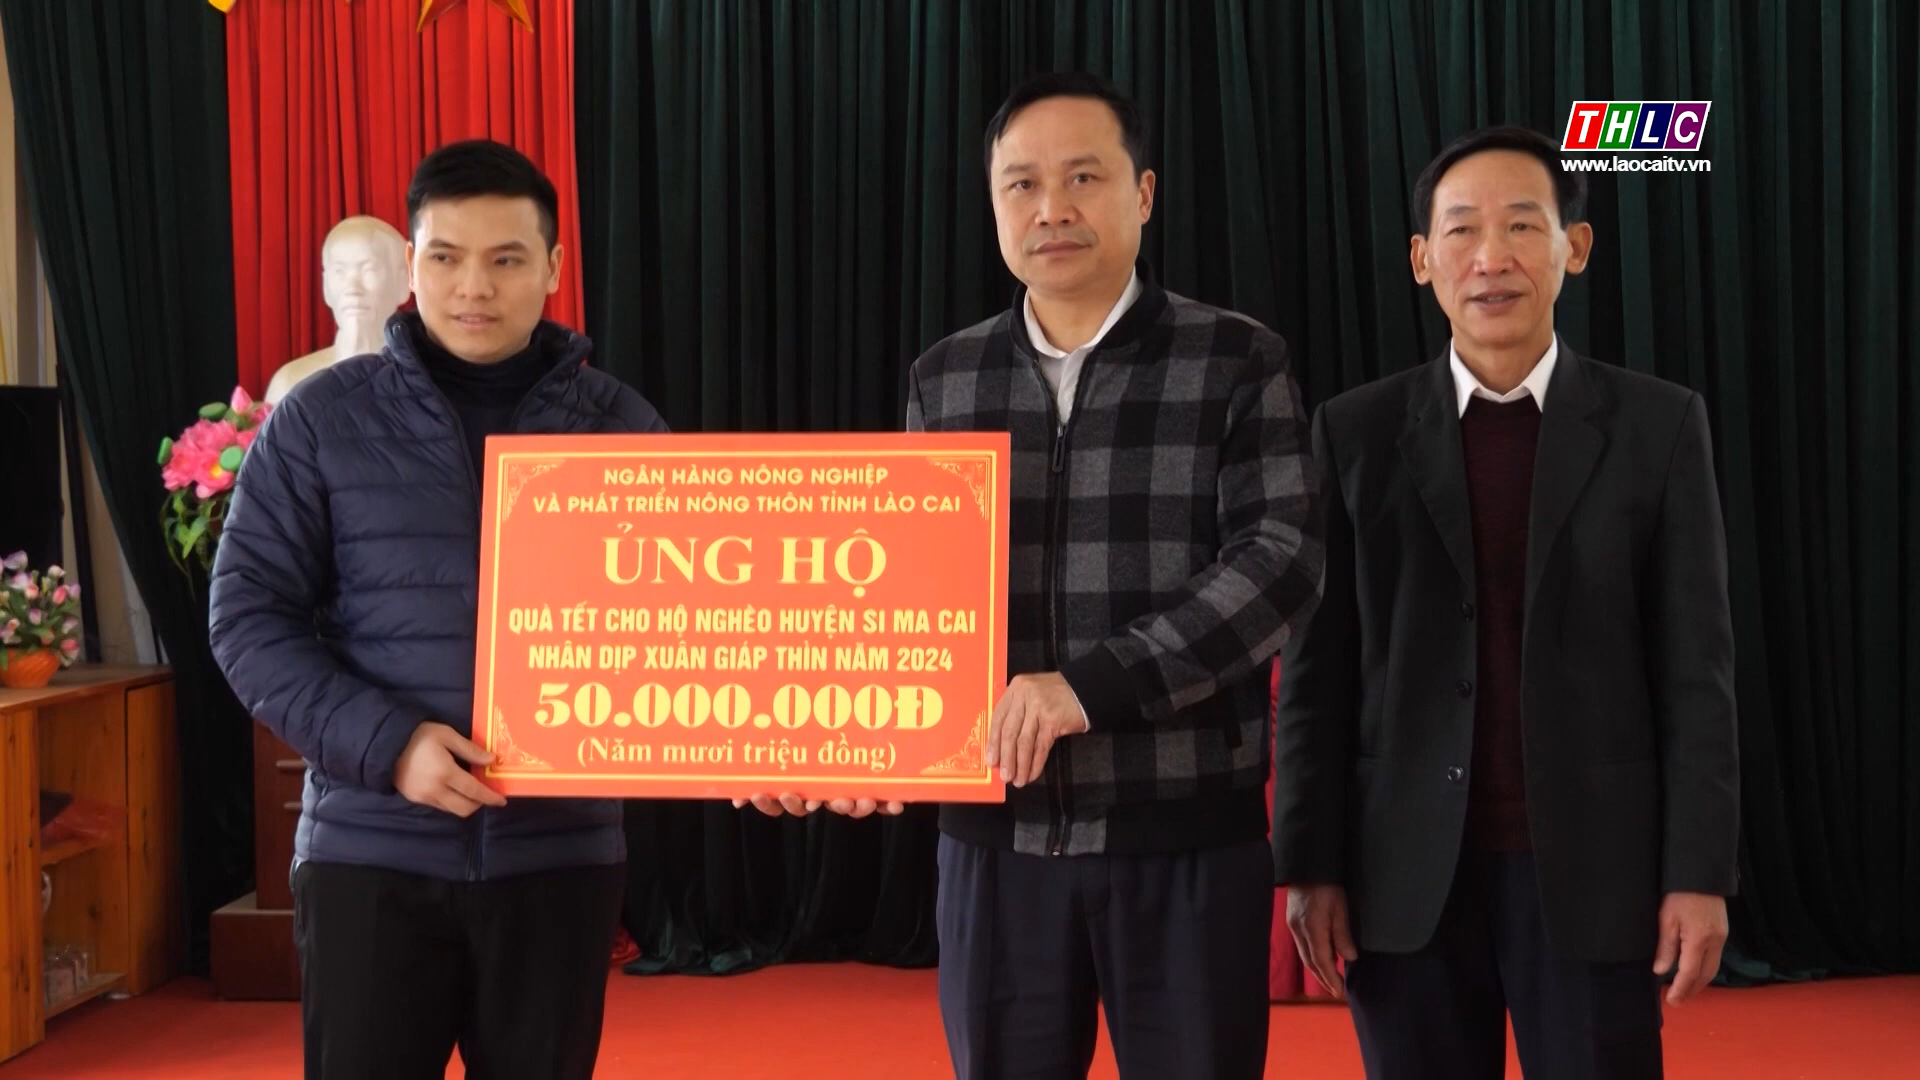 THLC
www.laocaitv.vn
NGÂN HÀNG NÔNG NGHIỆP
VÀ PHÁT TRIỂN NÔNG THÔN TỈNH LÀO CAI
ỦNG HỘ
QUÀ TẾT CHO HỘ NGHÈO HUYỆN SI MA CAI
NHÂN DỊP XUÂN GIÁP THÌN NĂM 2024
50.000.000Đ
(Năm mươi triệu đồng)